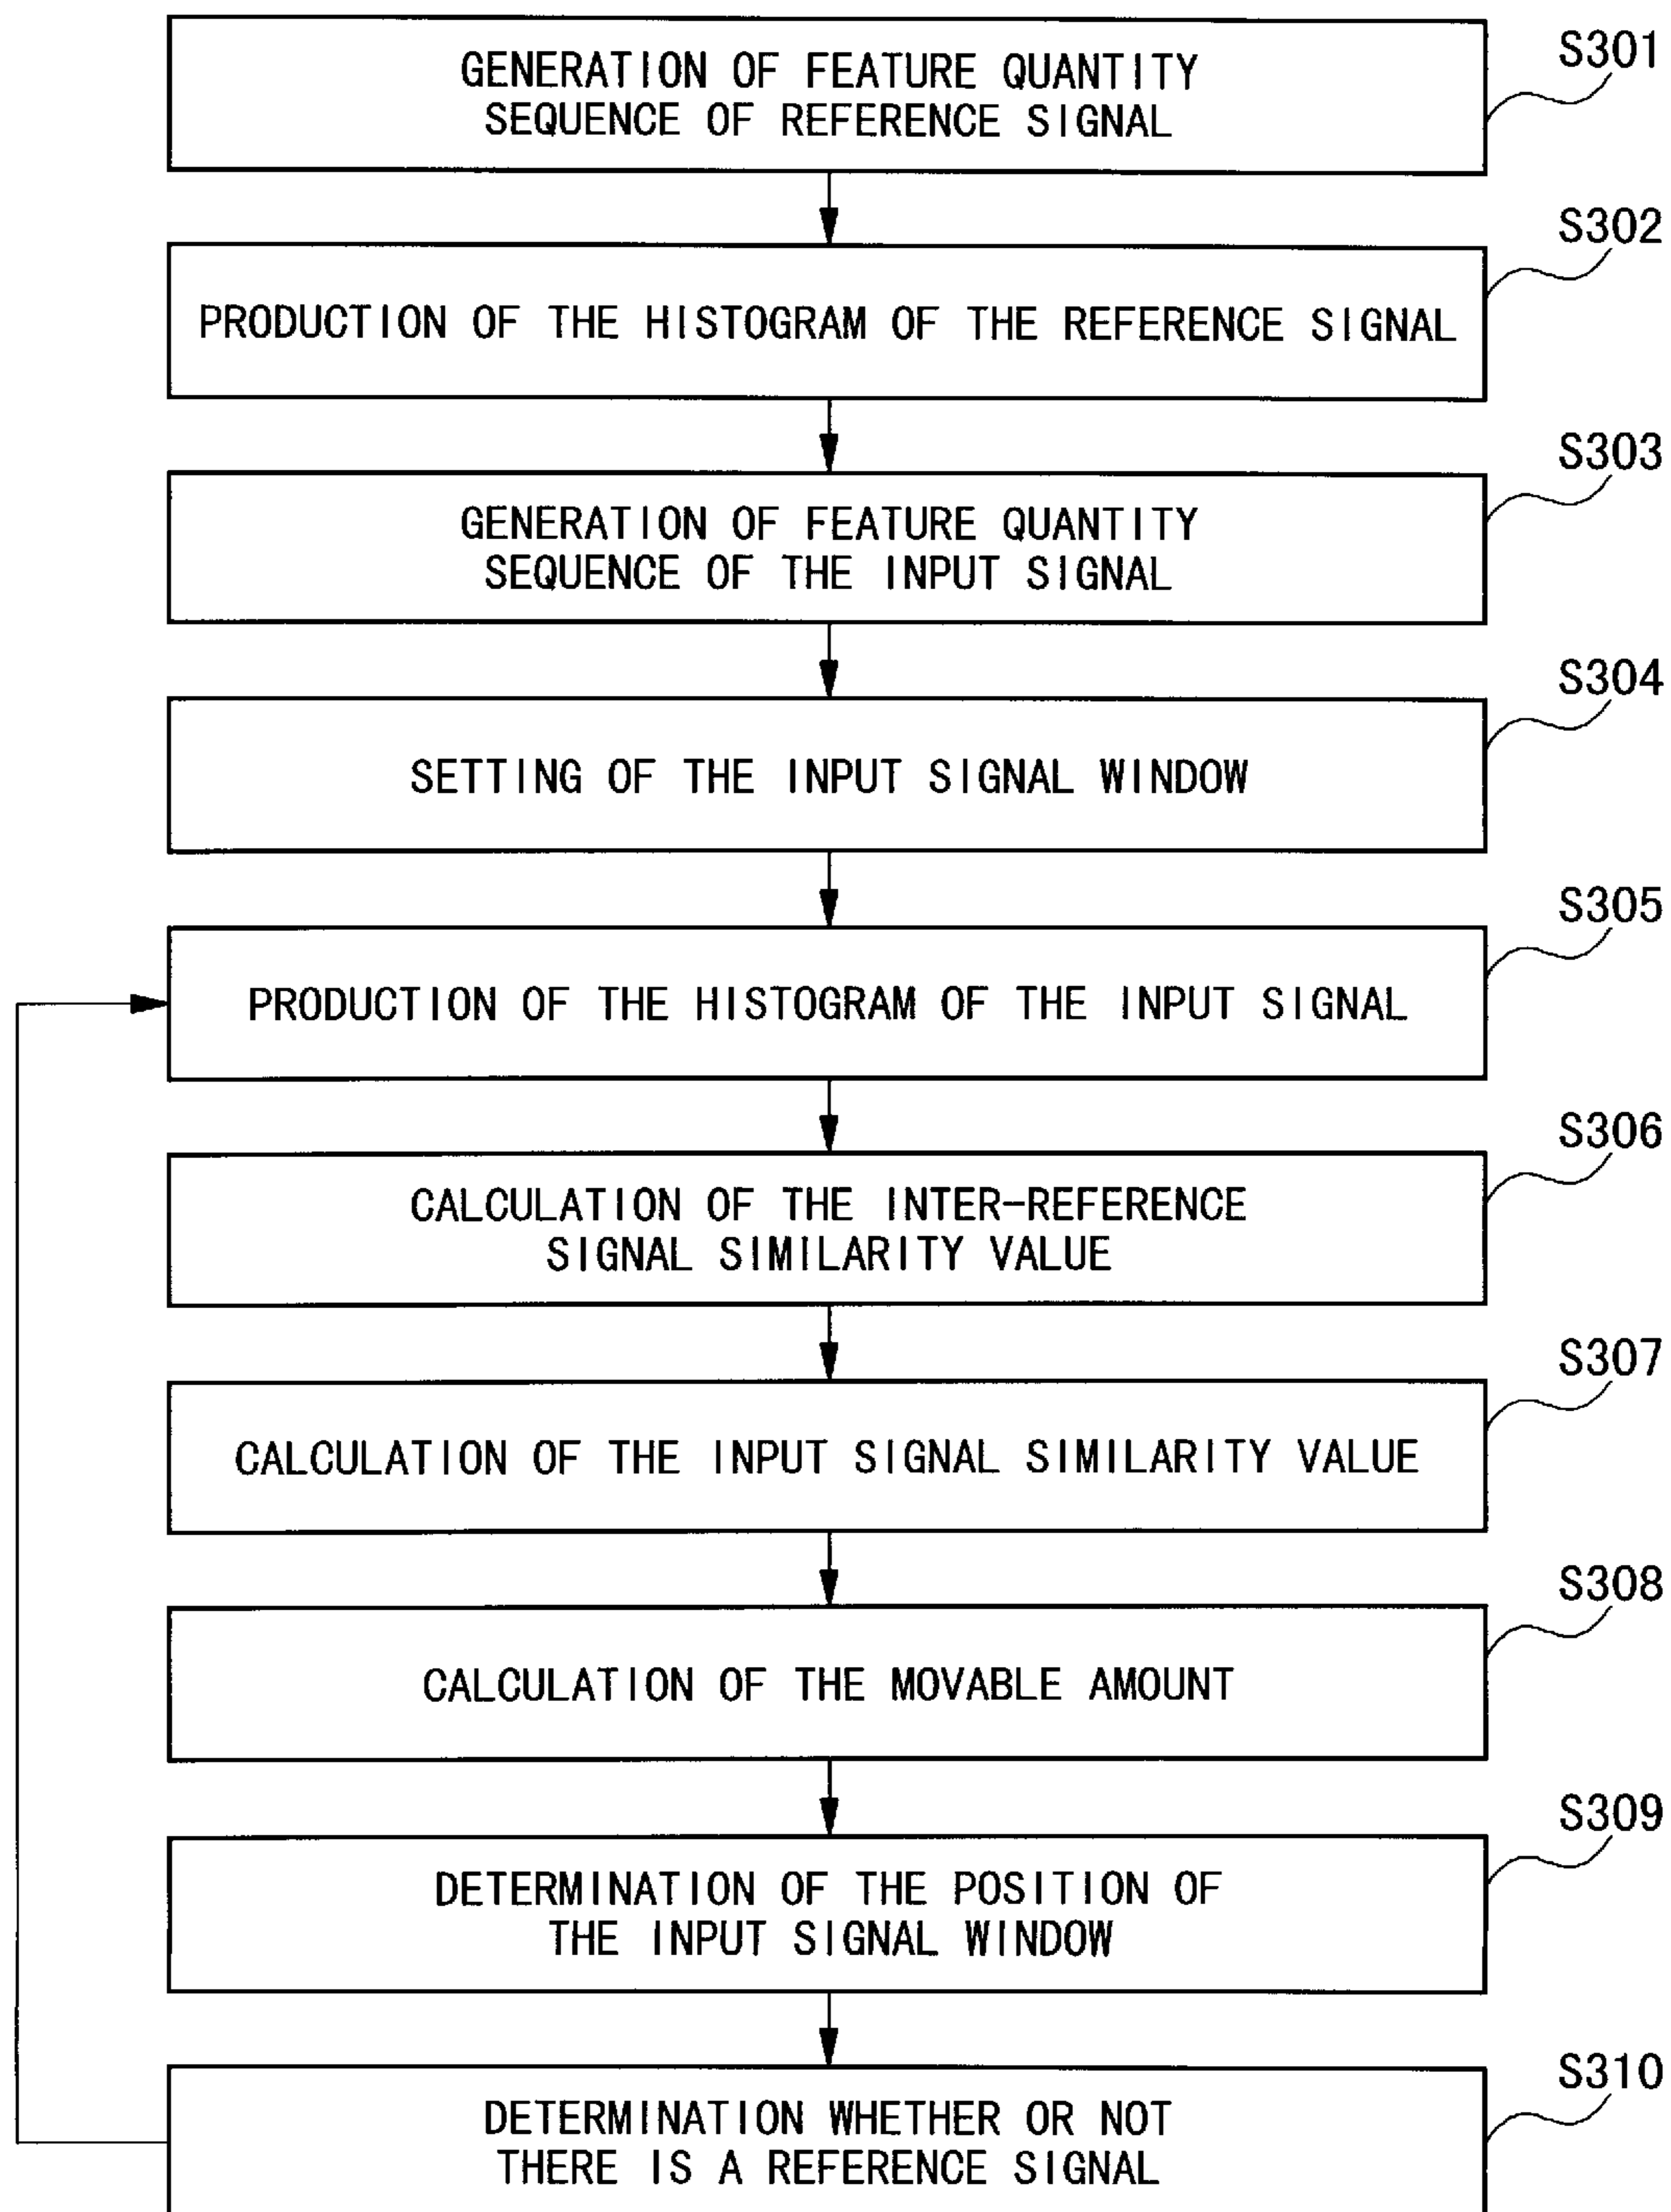 S301
GENERATION OF FEATURE QUANTITY
SEQUENCE OF REFERENCE SIGNAL
S302
PRODUCTION OF THE HISTOGRAM OF THE REFERENCE SIGNAL
S303
GENERATION OF FEATURE QUANTITY
SEQUENCE OF THE INPUT SIGNAL
S304
SETTING OF THE INPUT SIGNAL WINDOW
S305
PRODUCTION OF THE HISTOGRAM OF THE INPUT SIGNAL
S306
CALCULATION OF THE INTER-REFERENCE
SIGNAL SIMILARITY VALUE
S307
CALCULATION OF THE INPUT SIGNAL SIMILARITY VALUE
S308
CALCULATION OF THE MOVABLE AMOUNT
S309
DETERMINATION OF THE POSITION OF
THE INPUT SIGNAL WINDOW
S310
DETERMINATION WHETHER OR NOT
THERE IS A REFERENCE SIGNAL